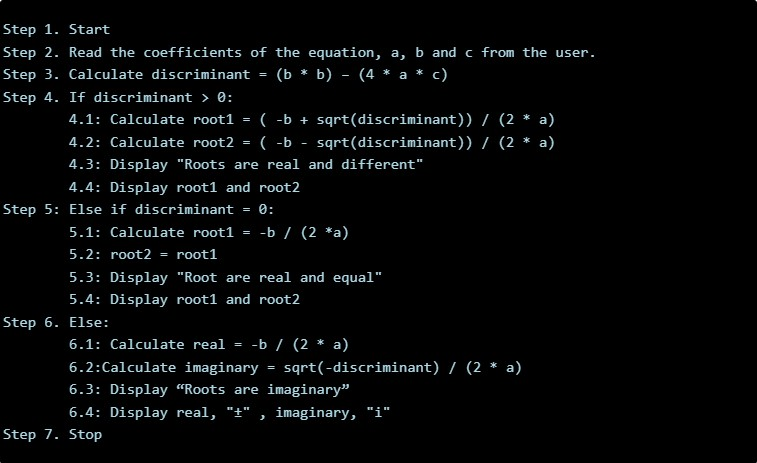 Step 1. Start
Step 2. Read the coefficients of the equation, a, b and c from the user.
Step 3. Calculate discriminant = (b * b) – (4 * a * c)
Step 4. If discriminant > 0:
4.1: Calculate root1 = ( -b + sqrt(discriminant)) / (2 * a)
4.2: Calculate root2 = ( -b - sqrt(discriminant)) / (2 * a)
4.3: Display "Roots are real and different"
4.4: Display root1 and root2
Step 5: Else if discriminant = 0:
5.1: Calculate root1 = -b / (2 *a)
5.2: root2 = root1
5.3: Display "Root are real and equal"
5.4: Display root1 and root2
Step 6. Else:
6.1: Calculate real = -b / (2 * a)
6.2:Calculate imaginary = sqrt(-discriminant) / (2 * a)
6.3: Display “Roots are imaginary”
6.4: Display real, "±" , imaginary, "i"
Step 7. Stop